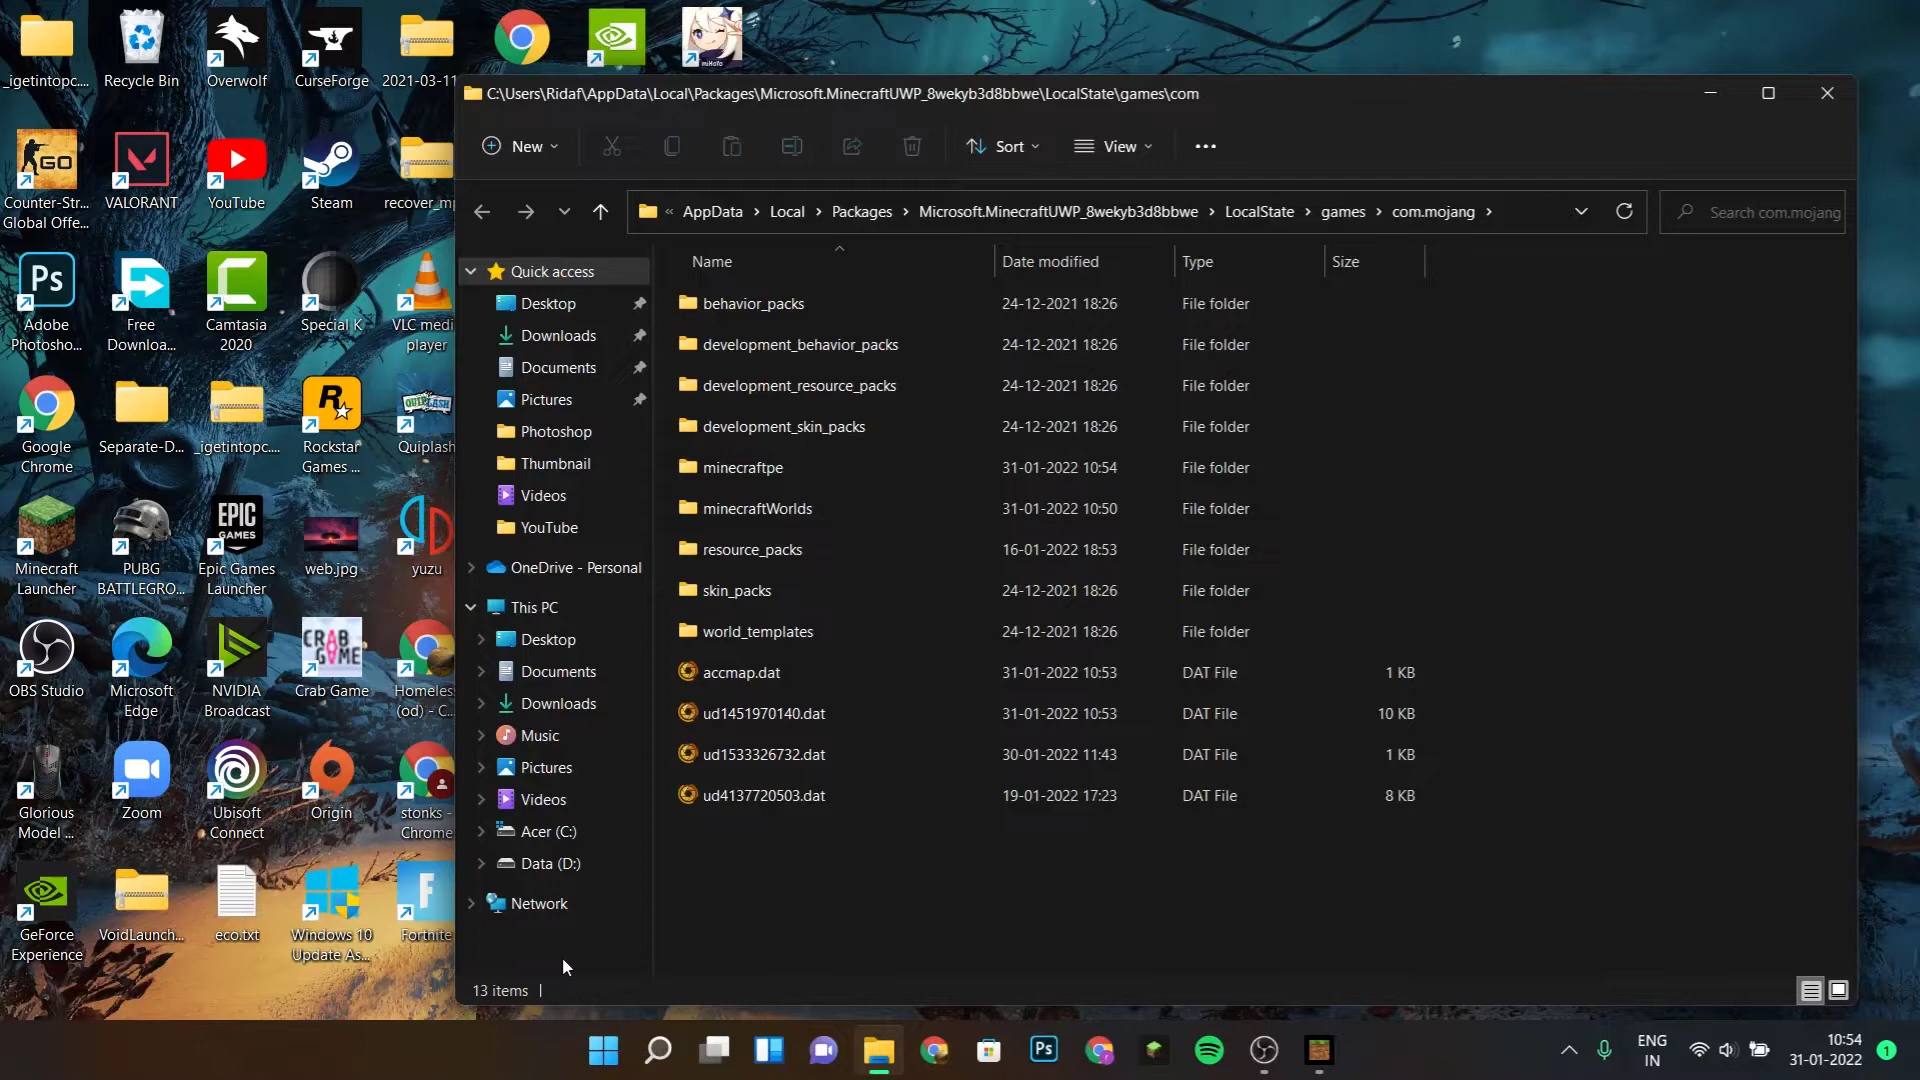 _igetintopc....
Recycle Bin
Overwolf
CurseForge
2021-03-11
miHoYo
GO
Counter-Str...
Global Offe...
VALORANT
YouTube
Steam
recover_mp
Ps
Adobe
Photosho...
Free
Downloa...
Camtasia
2020
Special K
VLC medi
player
Google
Chrome
Separate-D...
_igetintopc....
R
Rockstar
Games ...
QUIPLASH
Quiplash
Minecraft
Launcher
PUBG
BATTLEGRO...
EPIC
GAMES
Epic Games
Launcher
web.jpg
yuzu
OBS Studio
Microsoft
Edge
NVIDIA
Broadcast
CRAB
GAME
Crab Game
Homeles
(od) - C...
Glorious
Model ...
Zoom
Ubisoft
Connect
Origin
stonks -
Chrome
GeForce
Experience
VoidLaunch...
eco.txt
Windows 10
Update As...
F
Fortnite
C:\Users\Ridaf\AppData\Local\Packages\Microsoft.MinecraftUWP_8wekyb3d8bbwe\LocalState\games\com
New
Sort
View
« AppData > Local > Packages > Microsoft.MinecraftUWP_8wekyb3d8bbwe > LocalState > games > com.mojang >
Search com.mojang
Quick access
Desktop
Downloads
Documents
Pictures
Photoshop
Thumbnail
Videos
YouTube
OneDrive - Personal
This PC
Desktop
Documents
Downloads
Music
Pictures
Videos
Acer (C:)
Data (D:)
Network
Name Date modified Type Size
behavior_packs 24-12-2021 18:26 File folder
development_behavior_packs 24-12-2021 18:26 File folder
development_resource_packs 24-12-2021 18:26 File folder
development_skin_packs 24-12-2021 18:26 File folder
minecraftpe 31-01-2022 10:54 File folder
minecraftWorlds 31-01-2022 10:50 File folder
resource_packs 16-01-2022 18:53 File folder
skin_packs 24-12-2021 18:26 File folder
world_templates 24-12-2021 18:26 File folder
accmap.dat 31-01-2022 10:53 DAT File 1 KB
ud1451970140.dat 31-01-2022 10:53 DAT File 10 KB
ud1533326732.dat 30-01-2022 11:43 DAT File 1 KB
ud4137720503.dat 19-01-2022 17:23 DAT File 8 KB
13 items
Ps
ENG
IN
10:54
31-01-2022
1